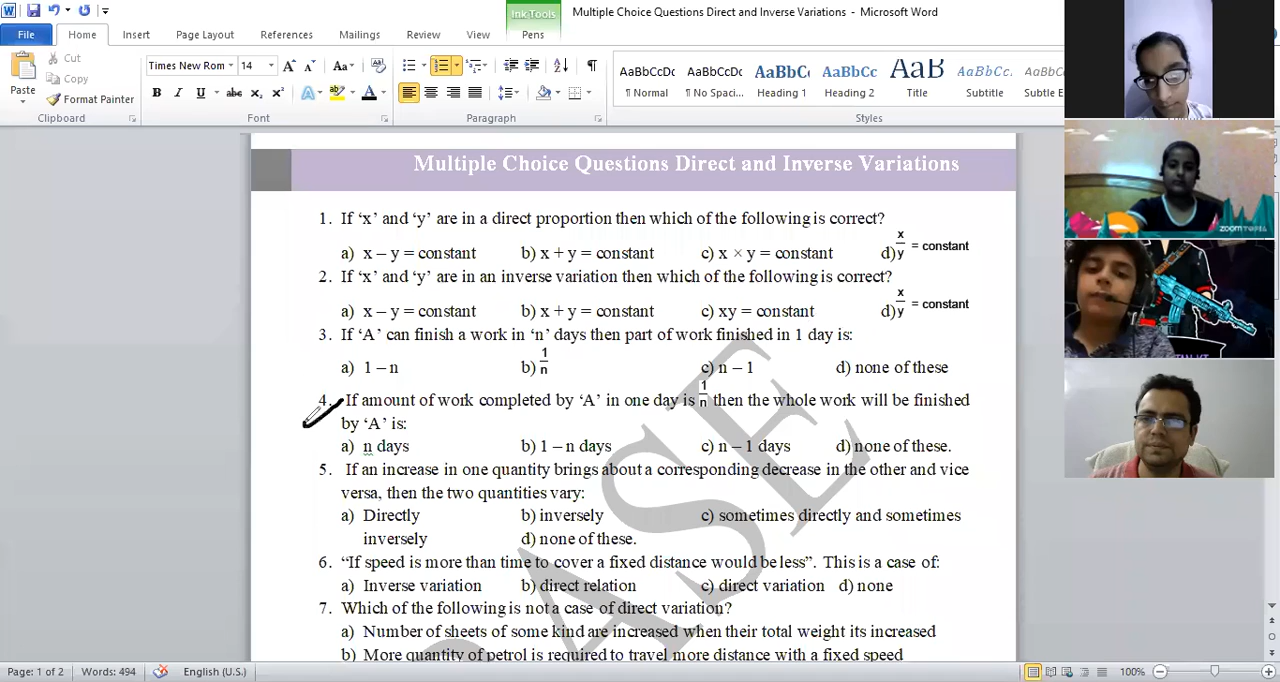 Multiple Choice Questions Direct and Inverse Variations - Microsoft Word
Ink Tools
File Home Insert Page Layout References Mailings Review View Pens
Cut
Copy
Format Painter
Paste
Times New Rom 14
AaBbCcDc AaBbCcDc AaBbC AaBbCc AaB AaBbCc. AaBbCc
¶ Normal ¶ No Spaci... Heading 1 Heading 2 Title Subtitle Subtle E
Clipboard Font Paragraph Styles
Multiple Choice Questions Direct and Inverse Variations
1. If ‘x’ and ‘y’ are in a direct proportion then which of the following is correct?
a) x – y = constant b) x + y = constant c) x × y = constant d) x/y = constant
2. If ‘x’ and ‘y’ are in an inverse variation then which of the following is correct?
a) x – y = constant b) x + y = constant c) xy = constant d) x/y = constant
3. If ‘A’ can finish a work in ‘n’ days then part of work finished in 1 day is:
a) 1 – n b) 1/n c) n – 1 d) none of these
4. If amount of work completed by ‘A’ in one day is 1/n then the whole work will be finished
by ‘A’ is:
a) n days b) 1 – n days c) n – 1 days d) none of these.
5. If an increase in one quantity brings about a corresponding decrease in the other and vice
versa, then the two quantities vary:
a) Directly b) inversely c) sometimes directly and sometimes
inversely d) none of these.
6. “If speed is more than time to cover a fixed distance would be less”. This is a case of:
a) Inverse variation b) direct relation c) direct variation d) none
7. Which of the following is not a case of direct variation?
a) Number of sheets of some kind are increased when their total weight its increased
b) More quantity of petrol is required to travel more distance with a fixed speed
ASE
zoomTOPIA
Page: 1 of 2 Words: 494 English (U.S.) 100%